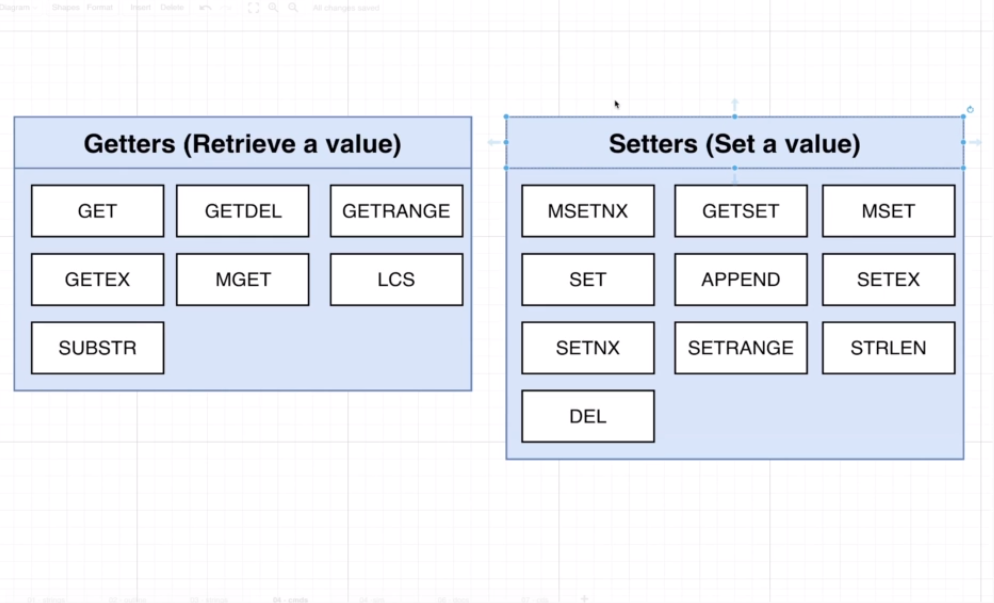 Diagram Shapes Format Insert Delete All changes saved
Getters (Retrieve a value)
GET GETDEL GETRANGE
GETEX MGET LCS
SUBSTR
Setters (Set a value)
MSETNX GETSET MSET
SET APPEND SETEX
SETNX SETRANGE STRLEN
DEL